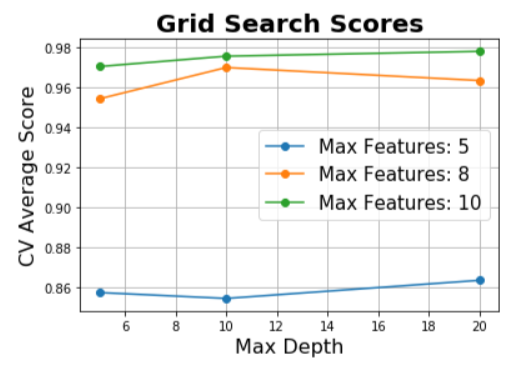 Grid Search Scores
0.98
0.96
0.94
0.92
0.90
0.88
0.86
CV Average Score
Max Features: 5
Max Features: 8
Max Features: 10
6 8 10 12 14 16 18 20
Max Depth